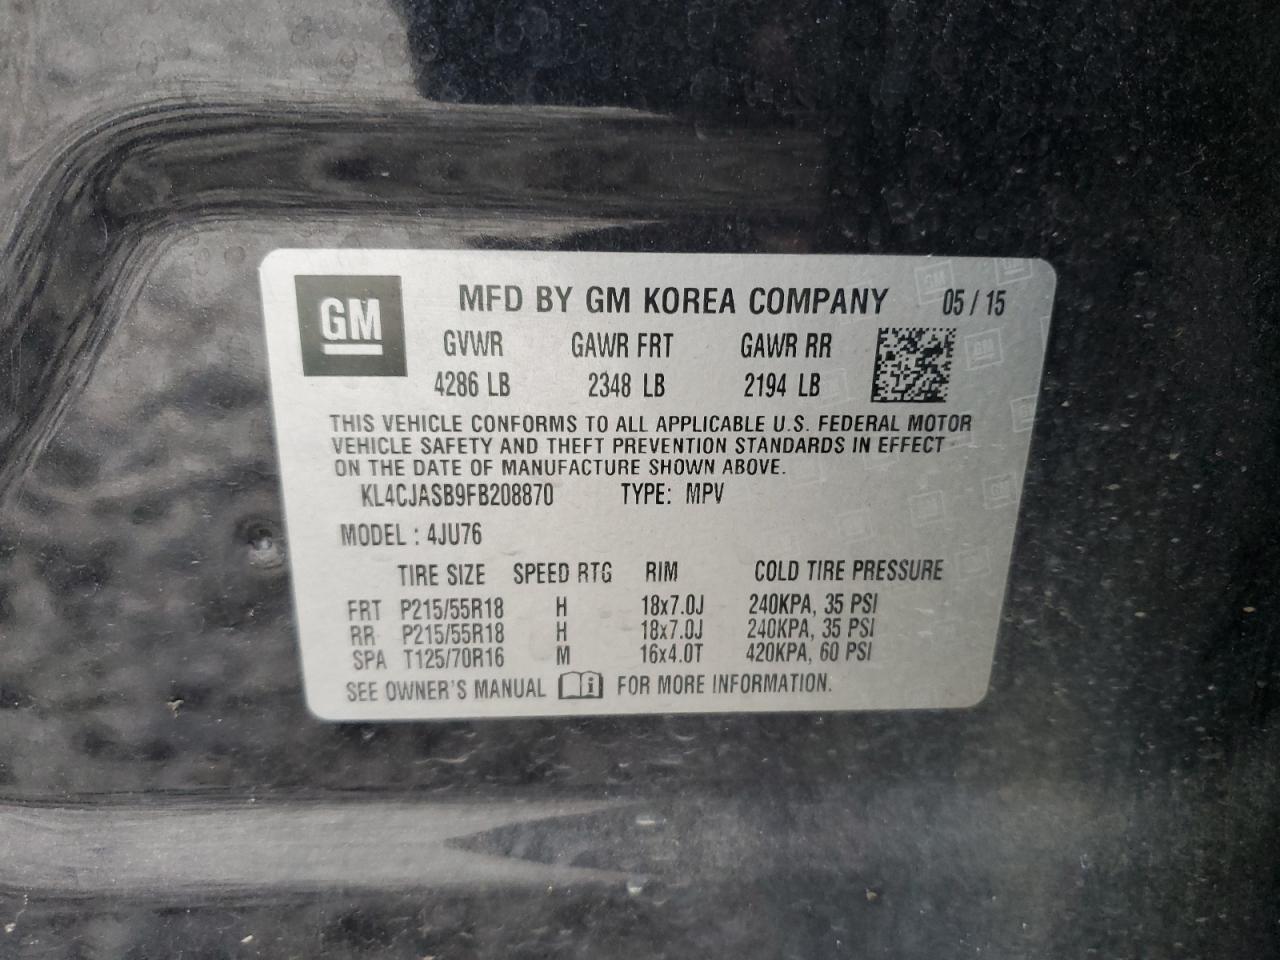 GM MFD BY GM KOREA COMPANY 05 / 15
GVWR GAWR FRT GAWR RR
4286 LB 2348 LB 2194 LB
THIS VEHICLE CONFORMS TO ALL APPLICABLE U.S. FEDERAL MOTOR
VEHICLE SAFETY AND THEFT PREVENTION STANDARDS IN EFFECT
ON THE DATE OF MANUFACTURE SHOWN ABOVE.
KL4CJASB9FB208870 TYPE: MPV
MODEL : 4JU76
TIRE SIZE SPEED RTG RIM COLD TIRE PRESSURE
FRT P215/55R18 H 18x7.0J 240KPA, 35 PSI
RR P215/55R18 H 18x7.0J 240KPA, 35 PSI
SPA T125/70R16 M 16x4.0T 420KPA, 60 PSI
SEE OWNER'S MANUAL i FOR MORE INFORMATION.